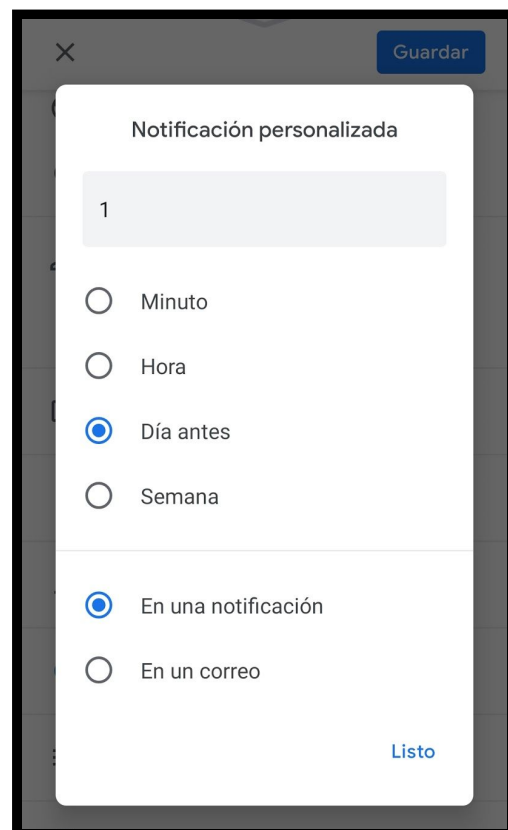 Guardar
Notificación personalizada
1
Minuto
Hora
Día antes
Semana
En una notificación
En un correo
Listo